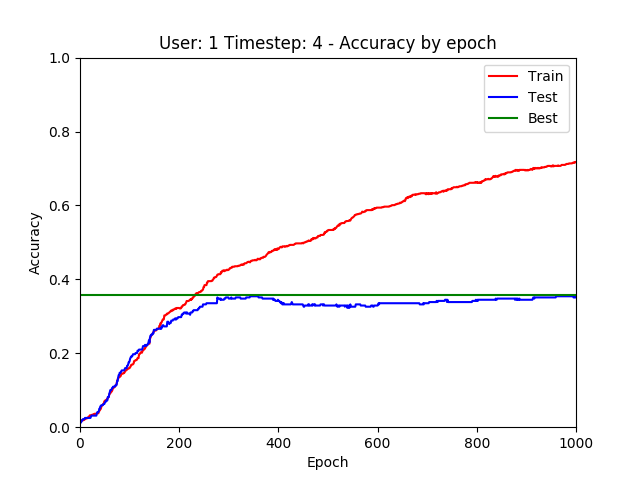 User: 1 Timestep: 4 - Accuracy by epoch
1.0
0.8
0.6
0.4
0.2
0.0
Accuracy
Train
Test
Best
0 200 400 600 800 1000
Epoch